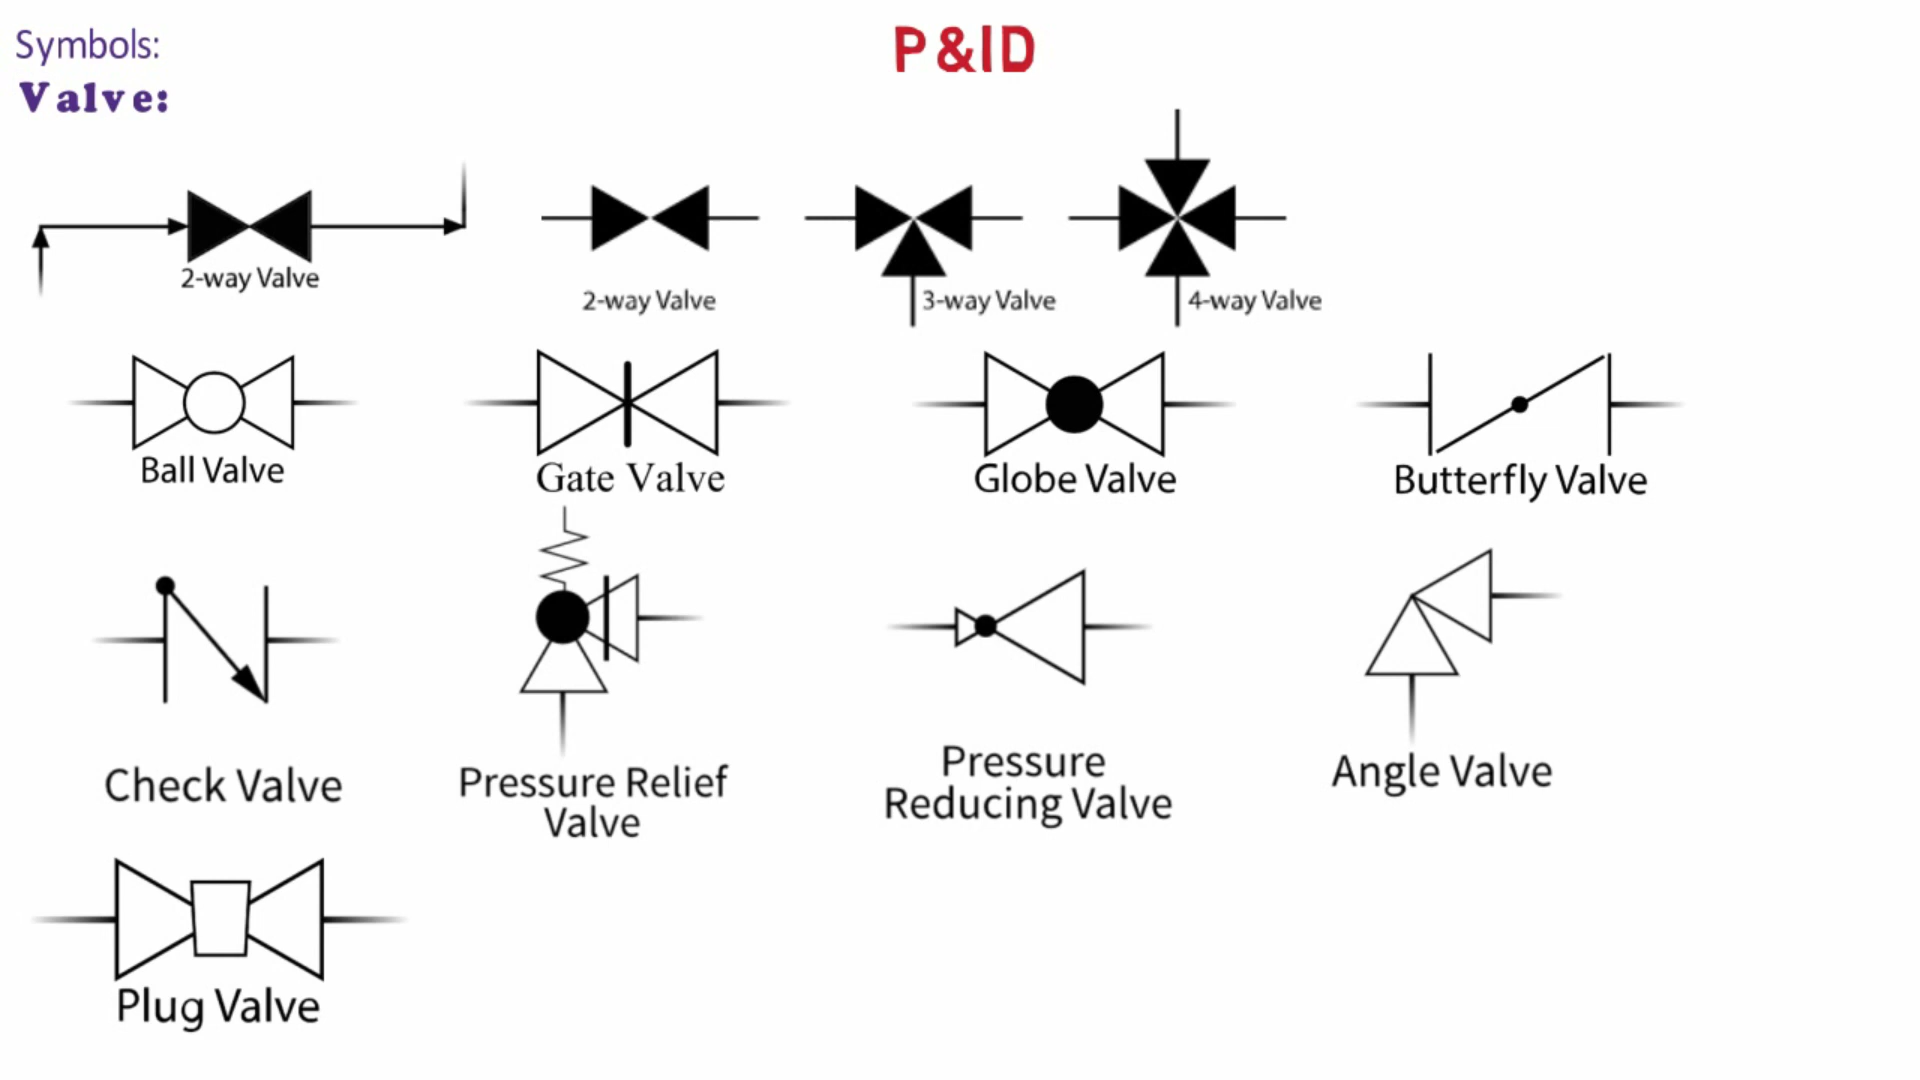 Symbols:
P&ID
Valve:
2-way Valve
2-way Valve
3-way Valve
4-way Valve
Ball Valve
Gate Valve
Globe Valve
Butterfly Valve
Check Valve
Pressure Relief
Valve
Pressure
Reducing Valve
Angle Valve
Plug Valve